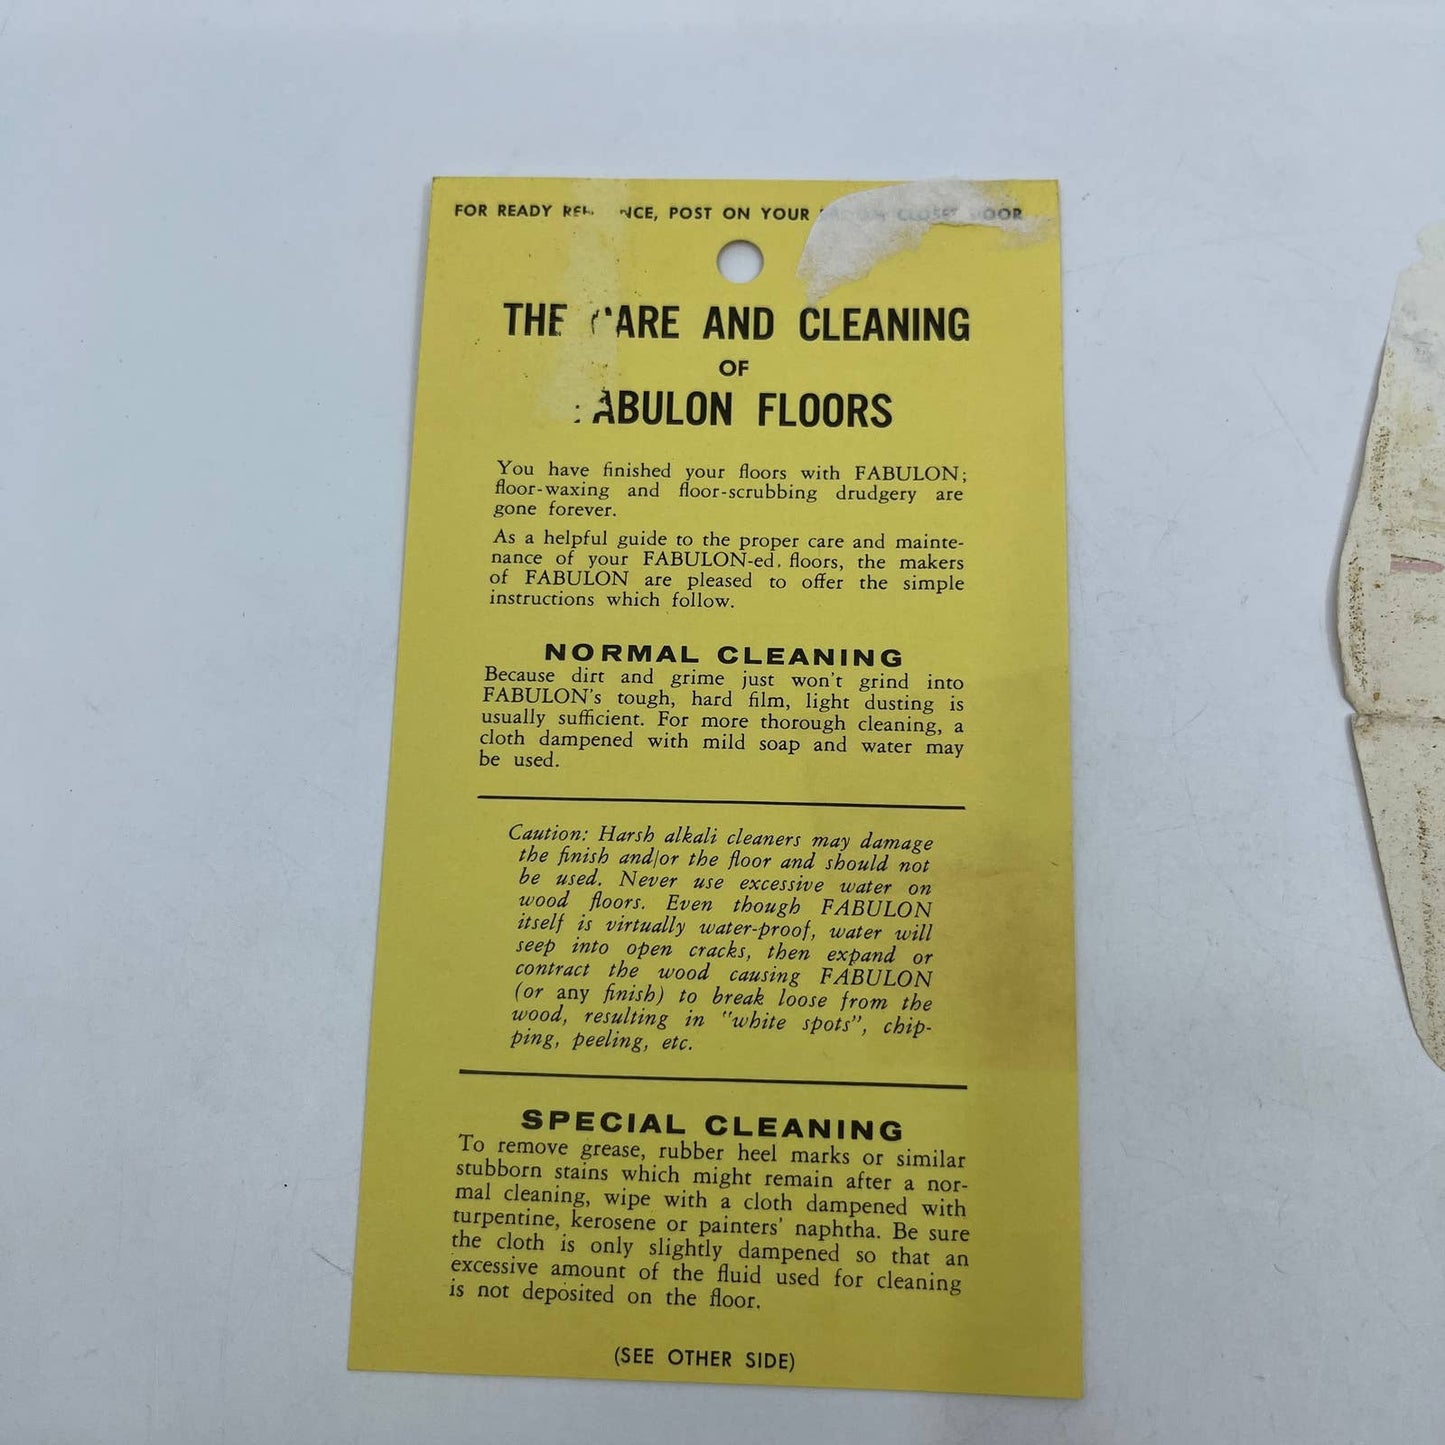 FOR READY NCE, POST ON YOUR CLOSET DOOR
THE CARE AND CLEANING
OF
FABULON FLOORS
You have finished your floors with FABULON;
floor-waxing and floor-scrubbing drudgery are
gone forever.
As a helpful guide to the proper care and mainte-
nance of your FABULON-ed. floors, the makers
of FABULON are pleased to offer the simple
instructions which follow.
NORMAL CLEANING
Because dirt and grime just won't grind into
FABULON's tough, hard film, light dusting is
usually sufficient. For more thorough cleaning, a
cloth dampened with mild soap and water may
be used.
Caution: Harsh alkali cleaners may damage
the finish and/or the floor and should not
be used. Never use excessive water on
wood floors. Even though FABULON
itself is virtually water-proof, water will
seep into open cracks, then expand or
contract the wood causing FABULON
(or any finish) to break loose from the
wood, resulting in "white spots", chip-
ping, peeling, etc.
SPECIAL CLEANING
To remove grease, rubber heel marks or similar
stubborn stains which might remain after a nor-
mal cleaning, wipe with a cloth dampened with
turpentine, kerosene or painters' naphtha. Be sure
the cloth is only slightly dampened so that an
excessive amount of the fluid used for cleaning
is not deposited on the floor.
(SEE OTHER SIDE)